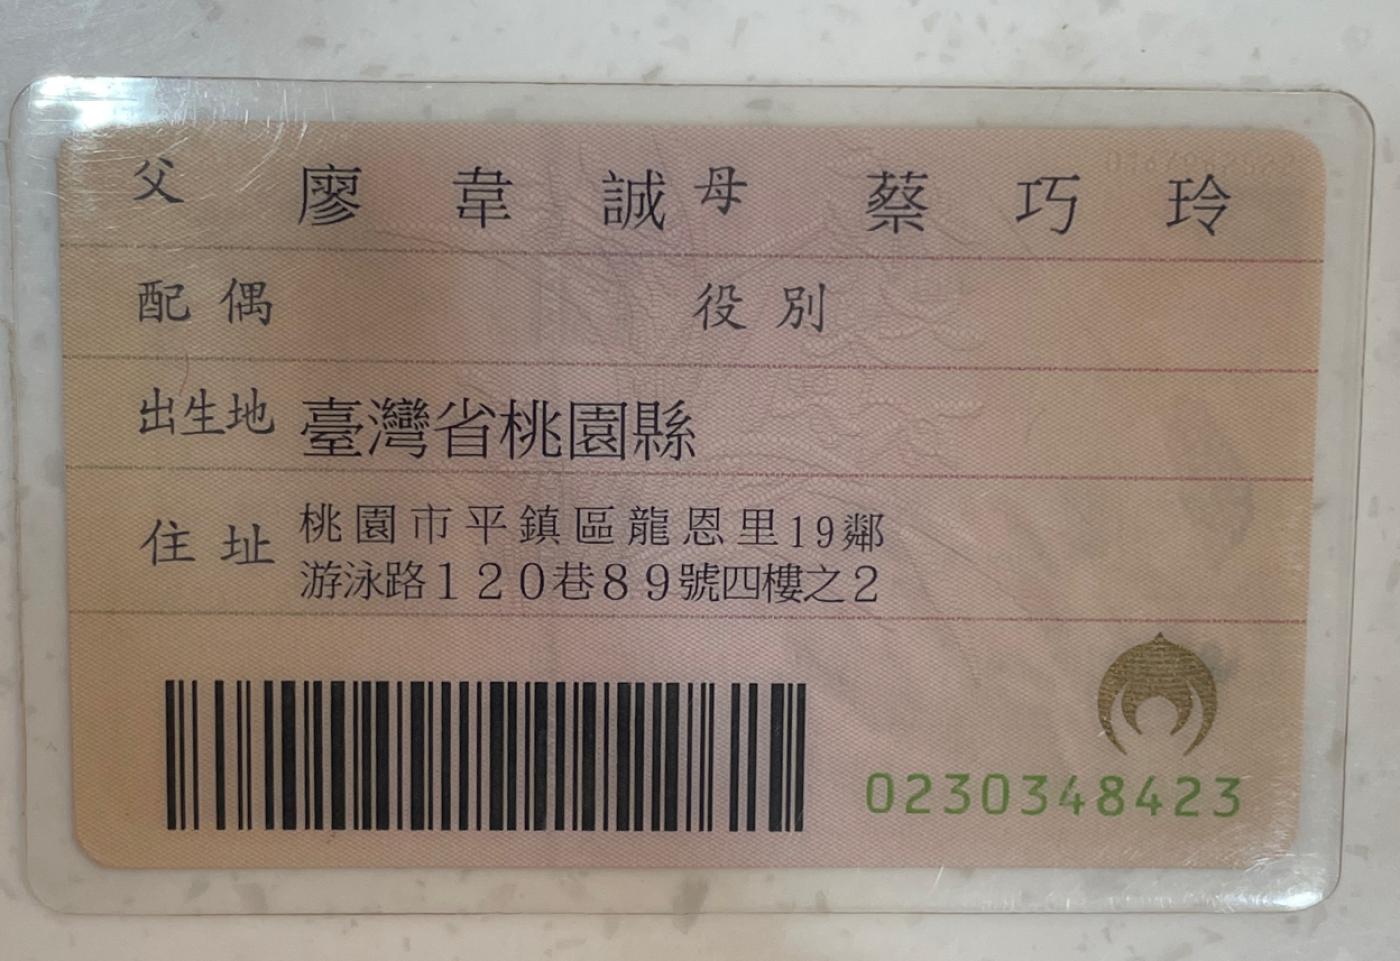 父 廖韋誠 母 蔡巧玲
配偶 役別
出生地 臺灣省桃園縣
住址 桃園市平鎮區龍恩里19鄰
游泳路120巷89號四樓之2
0230348423